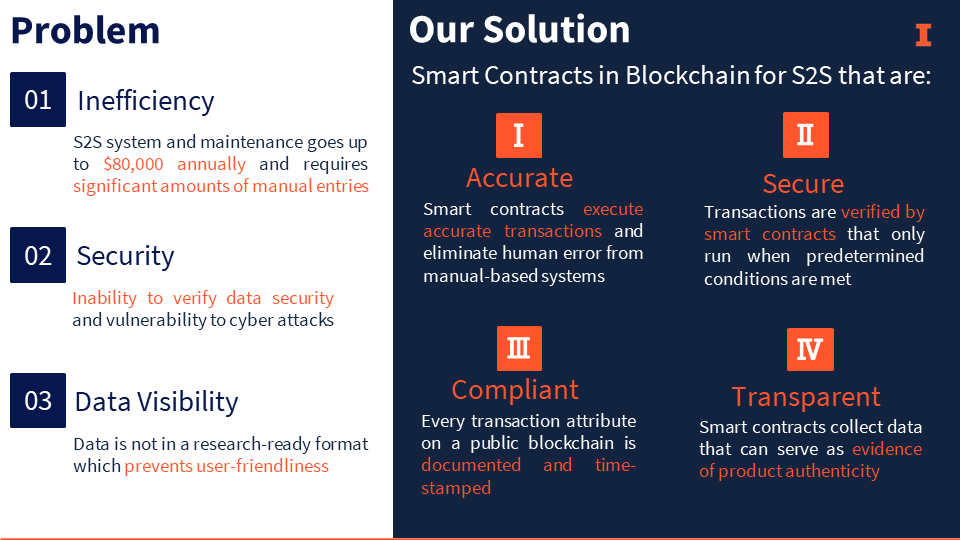 Problem
01
Inefficiency
S2S system and maintenance goes up
to $80,000 annually and requires
significant amounts of manual entries
02
Security
Inability to verify data security
and vulnerability to cyber attacks
03
Data Visibility
Data is not in a research-ready format
which prevents user-friendliness
Our Solution
I
Smart Contracts in Blockchain for S2S that are:
I
Accurate
Smart contracts execute
accurate transactions and
eliminate human error from
manual-based systems
II
Secure
Transactions are verified by
smart contracts that only
run when predetermined
conditions are met
III
Compliant
Every transaction attribute
on a public blockchain is
documented and time-
stamped
IV
Transparent
Smart contracts collect data
that can serve as evidence
of product authenticity